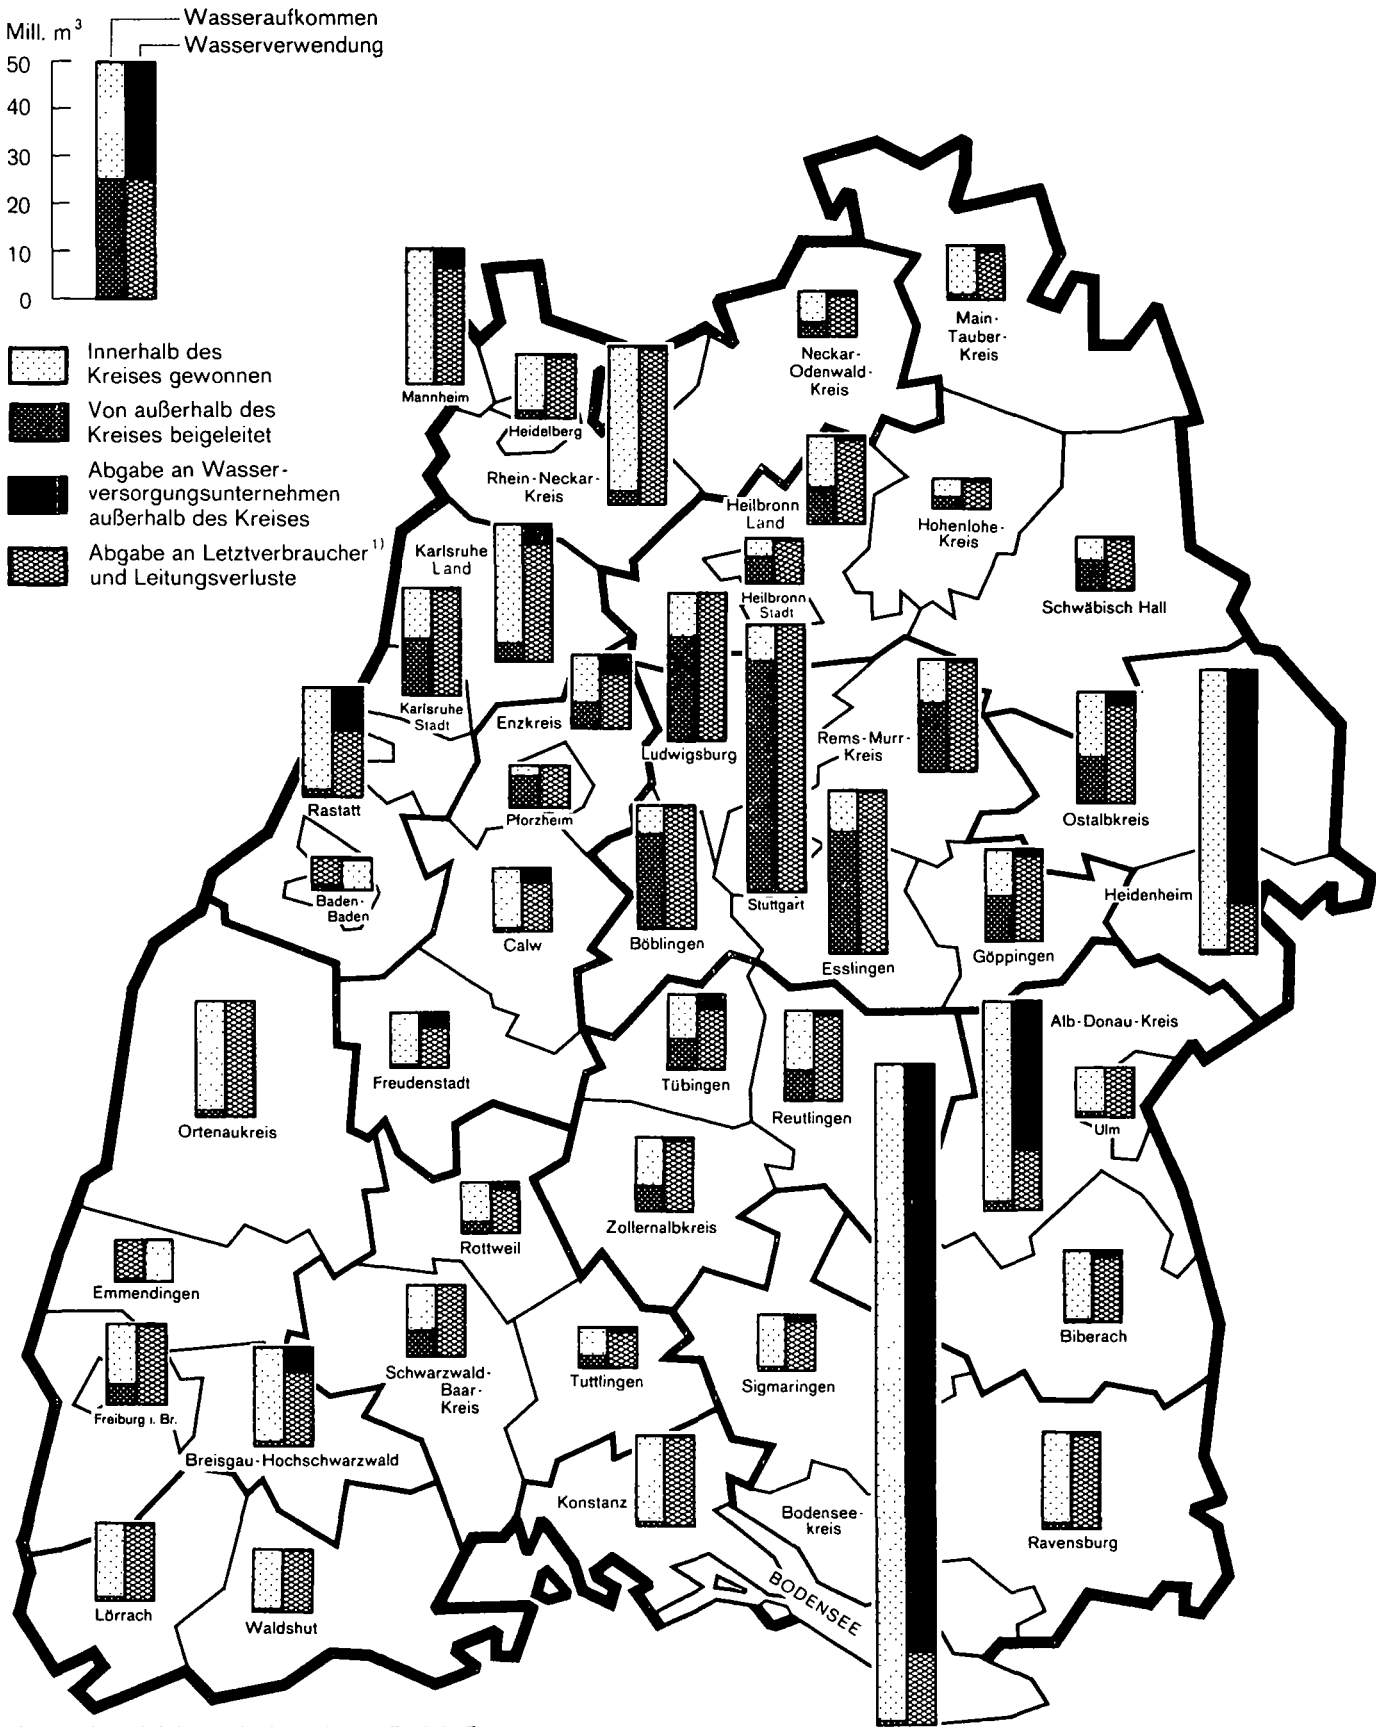 Wasseraufkommen
Mill. m³
Wasserverwendung
50
40
30
20
10
0
Innerhalb des
Kreises gewonnen
Von außerhalb des
Kreises beigeleitet
Abgabe an Wasser-
versorgungsunternehmen
außerhalb des Kreises
Abgabe an Letztverbraucher 1)
und Leitungsverluste
Main-
Tauber-
Kreis
Neckar-
Odenwald-
Kreis
Mannheim
Heidelberg
Rhein-Neckar-
Kreis
Heilbronn
Land
Hohenlohe-
Kreis
Karlsruhe
Land
Heilbronn
Stadt
Schwäbisch Hall
Karlsruhe
Stadt
Enzkreis
Ludwigsburg
Rems-Murr-
Kreis
Rastatt
Pforzheim
Ostalbkreis
Baden-
Baden
Calw
Böblingen
Stuttgart
Esslingen
Göppingen
Heidenheim
Alb-Donau-Kreis
Freudenstadt
Tübingen
Reutlingen
Ulm
Ortenaukreis
Zollernalbkreis
Rottweil
Emmendingen
Biberach
Schwarzwald-
Baar-
Kreis
Tuttlingen
Sigmaringen
Freiburg i. Br.
Breisgau-Hochschwarzwald
Konstanz
Bodensee-
kreis
Ravensburg
BODENSEE
Lörrach
Waldshut